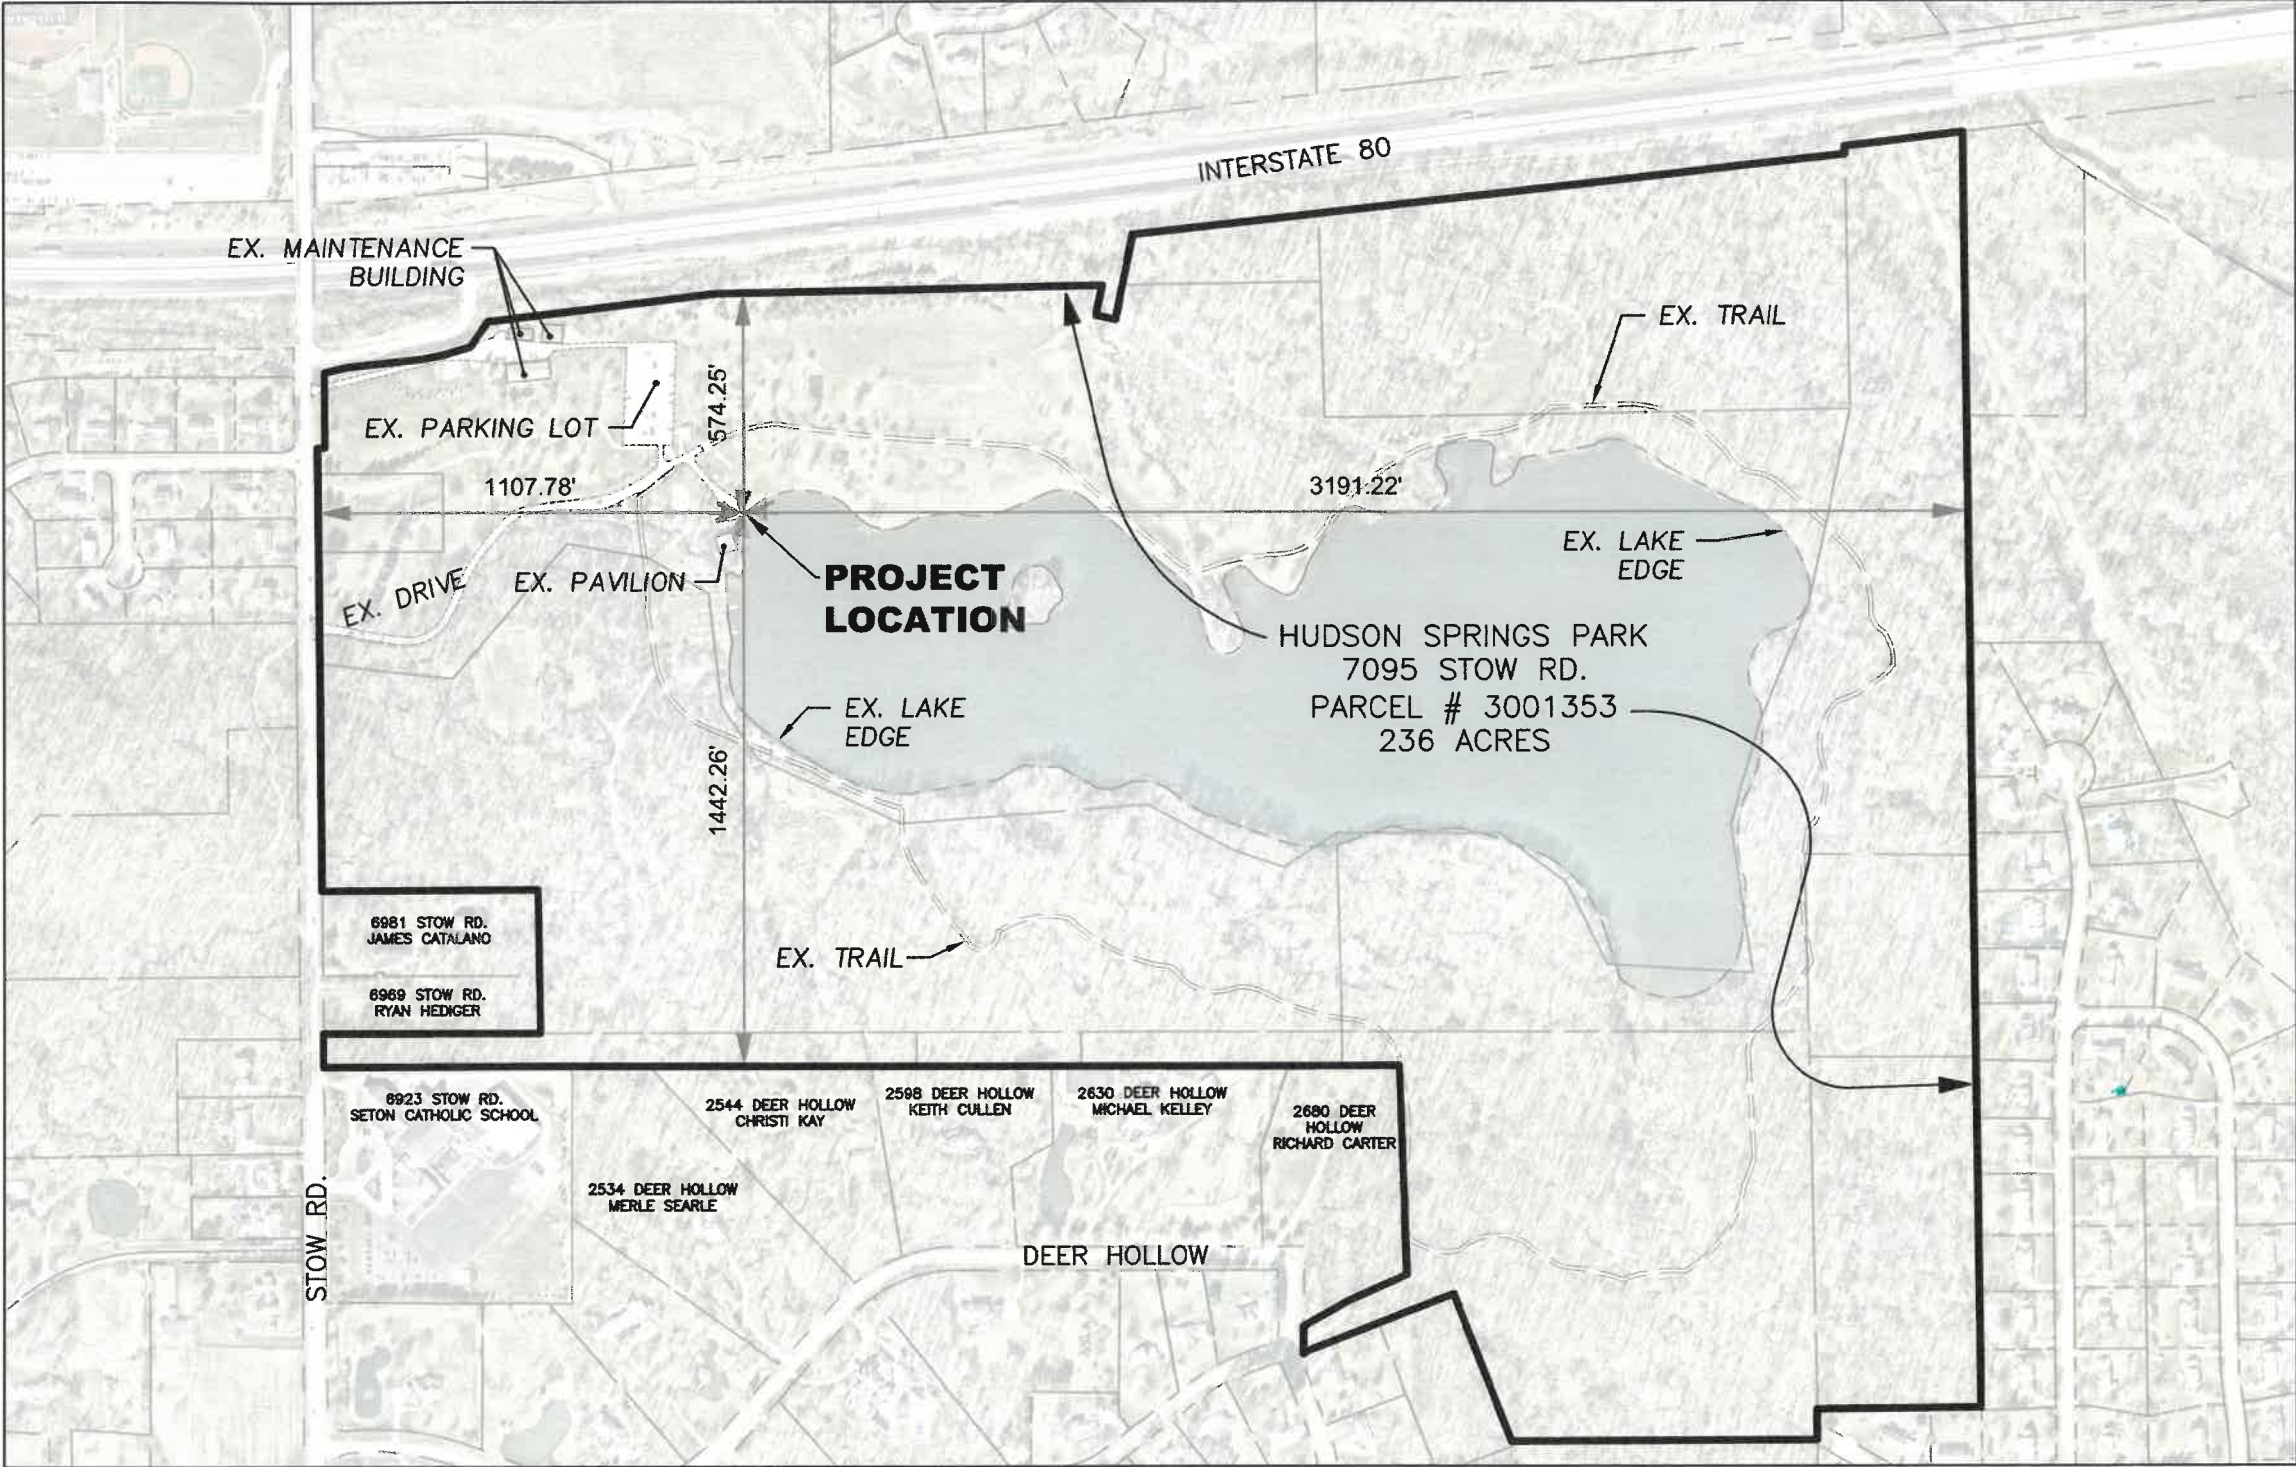 INTERSTATE 80
EX. MAINTENANCE
BUILDING
EX. TRAIL
574.25'
EX. PARKING LOT
1107.78'
3191.22'
EX. LAKE
EDGE
EX. DRIVE
EX. PAVILION
PROJECT
LOCATION
HUDSON SPRINGS PARK
7095 STOW RD.
PARCEL # 3001353
236 ACRES
EX. LAKE
EDGE
1442.26'
6981 STOW RD.
JAMES CATALANO
EX. TRAIL
6969 STOW RD.
RYAN HEDIGER
6923 STOW RD.
SETON CATHOLIC SCHOOL
2544 DEER HOLLOW
CHRISTI KAY
2598 DEER HOLLOW
KEITH CULLEN
2630 DEER HOLLOW
MICHAEL KELLEY
2680 DEER
HOLLOW
RICHARD CARTER
2534 DEER HOLLOW
MERLE SEARLE
STOW RD.
DEER HOLLOW